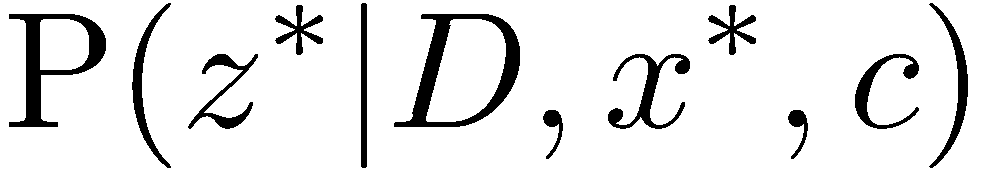 P(z*|D, x*, c)